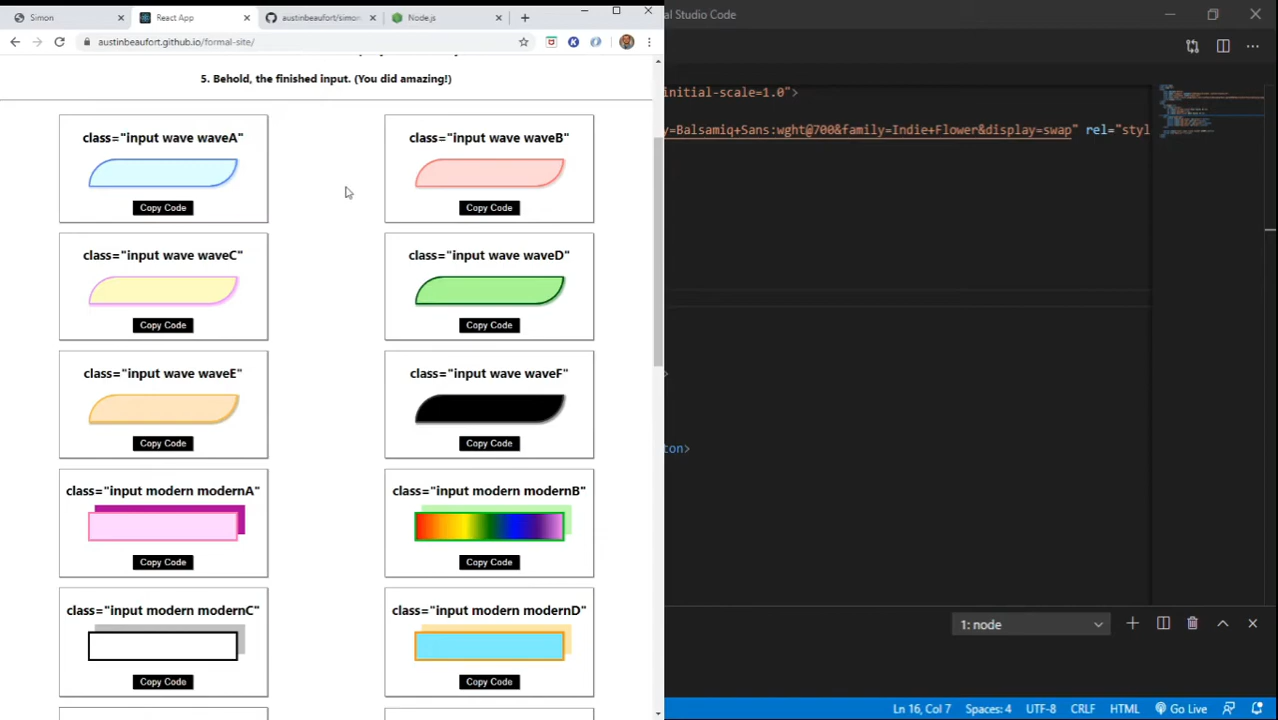 Simon
React App
austinbeaufort/simon
Node.js
austinbeaufort.github.io/formal-site/
5. Behold, the finished input. (You did amazing!)
class="input wave waveA"
Copy Code
class="input wave waveB"
Copy Code
class="input wave waveC"
Copy Code
class="input wave waveD"
Copy Code
class="input wave waveE"
Copy Code
class="input wave waveF"
Copy Code
class="input modern modernA"
Copy Code
class="input modern modernB"
Copy Code
class="input modern modernC"
Copy Code
class="input modern modernD"
Copy Code
l Studio Code
initial-scale=1.0">
y=Balsamiq+Sans:wght@700&family=Indie+Flower&display=swap" rel="styl
>
ton>
1: node
Ln 16, Col 7
Spaces: 4
UTF-8
CRLF
HTML
Go Live